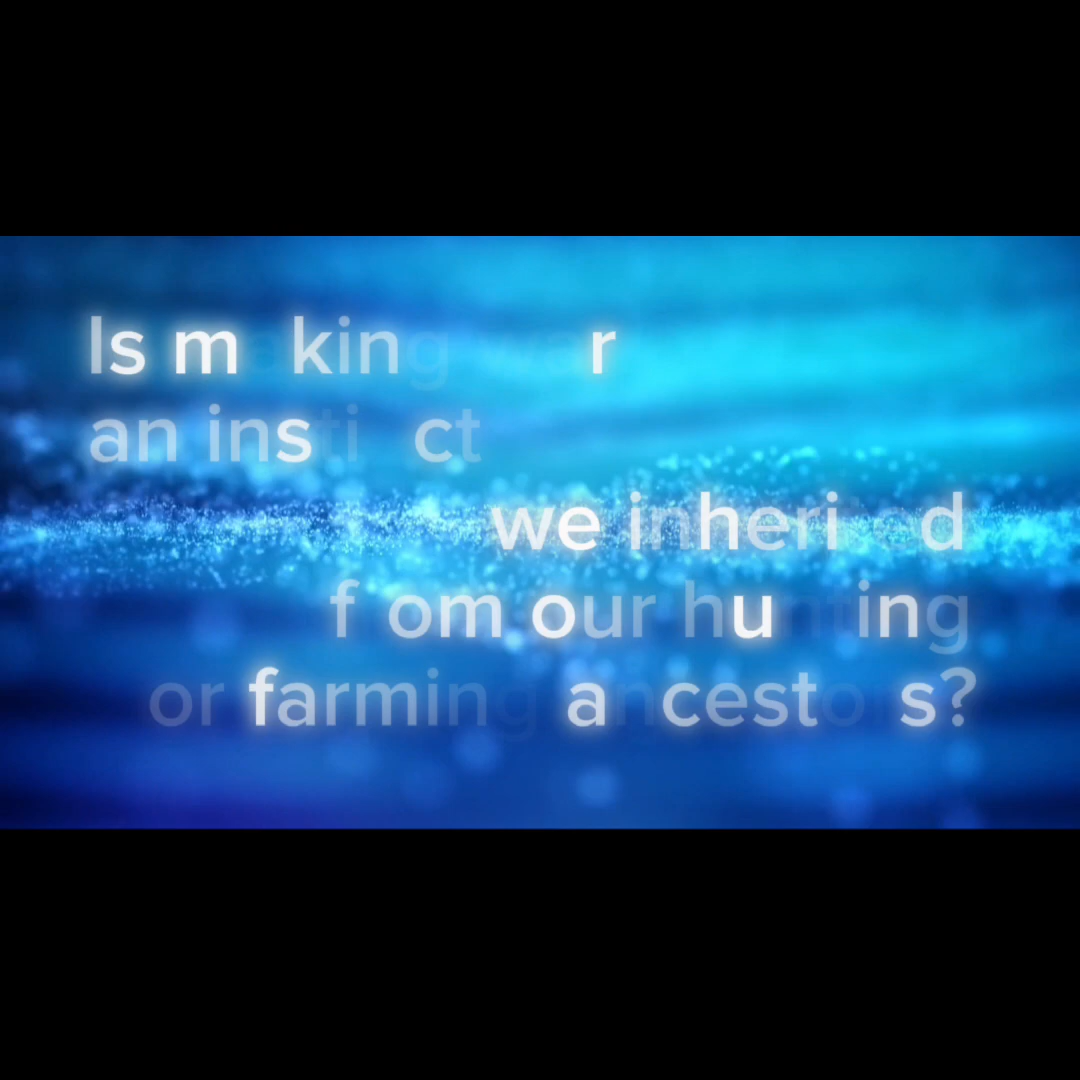 Is making war
an instinct
we inherited
from our hunting
or farming ancestors?